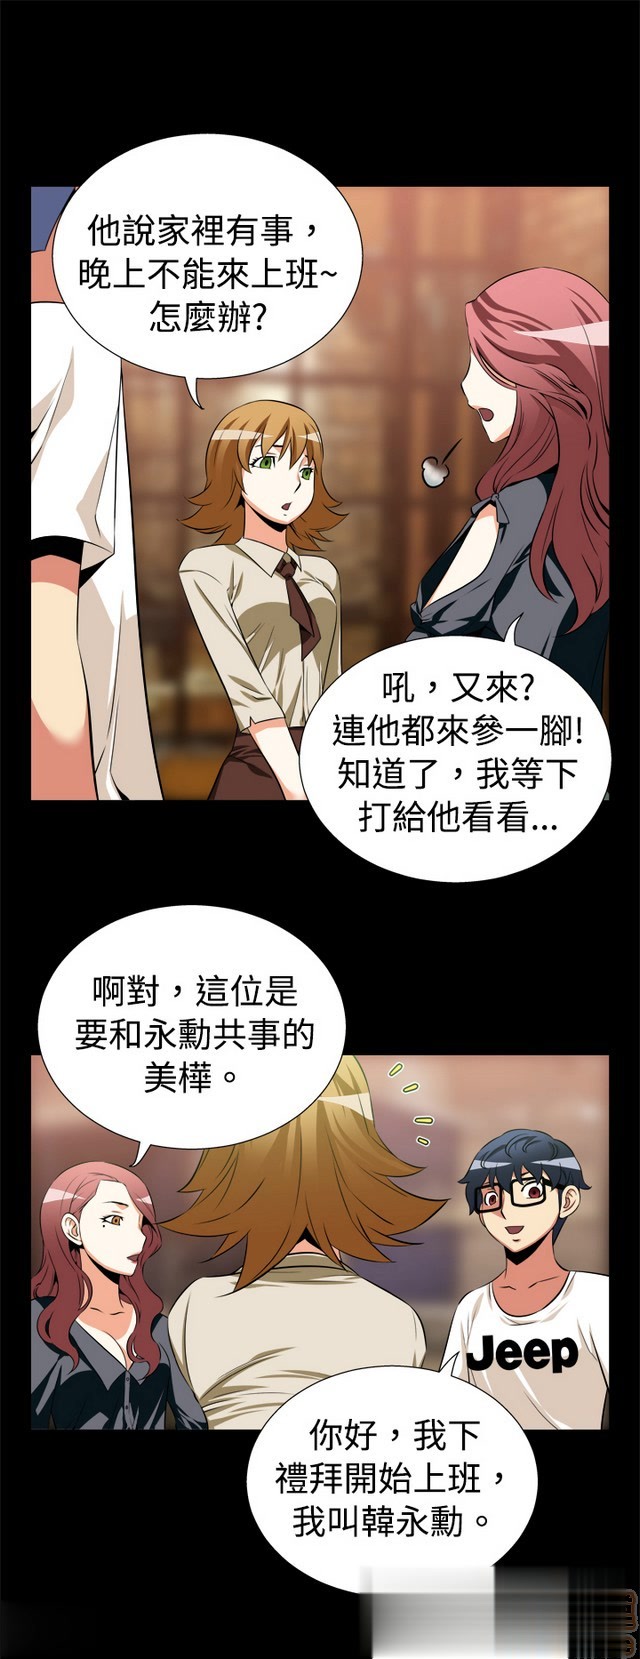 他說家裡有事，
晚上不能來上班~
怎麼辦?
吼，又來?
連他都來參一腳!
知道了，我等下
打給他看看...
啊對，這位是
要和永勳共事的
美樺。
Jeep
你好，我下
禮拜開始上班，
我叫韓永勳。